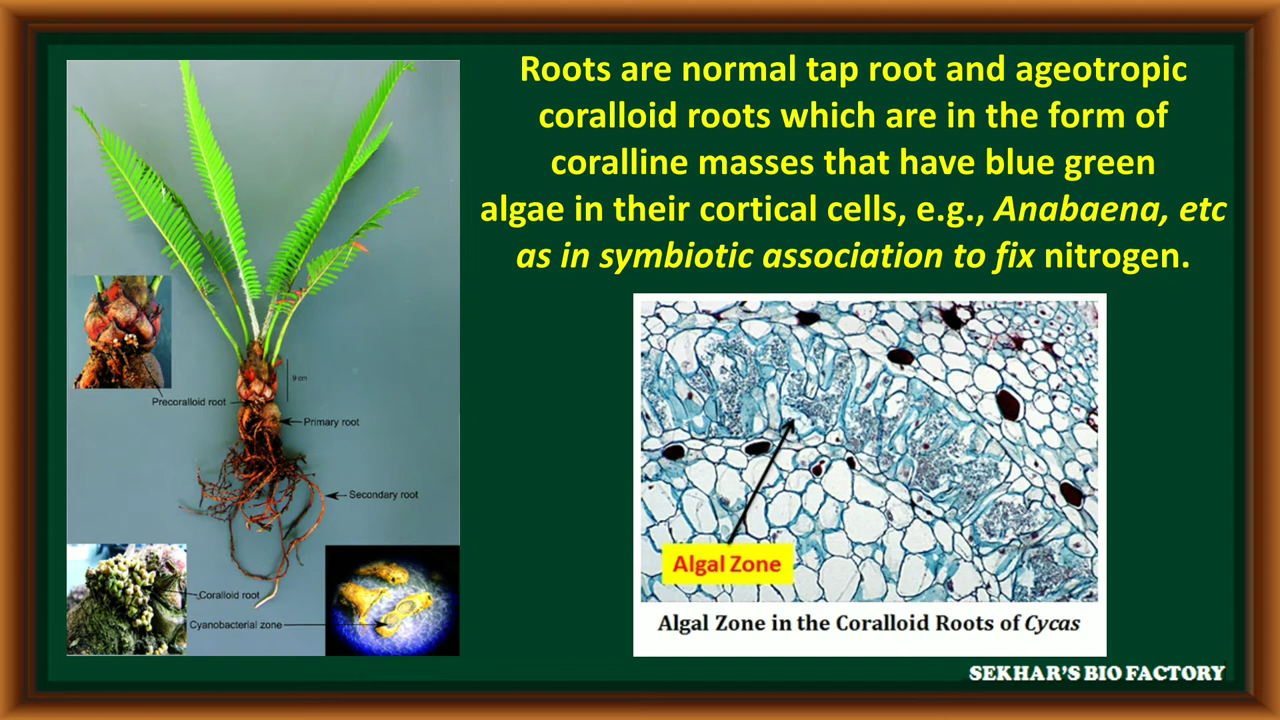 Roots are normal tap root and ageotropic
coralloid roots which are in the form of
coralline masses that have blue green
algae in their cortical cells, e.g., Anabaena, etc
as in symbiotic association to fix nitrogen.
9 cm
Precoralloid root
Primary root
Secondary root
Coralloid root
Cyanobacterial zone
Algal Zone
Algal Zone in the Coralloid Roots of Cycas
SEKHAR'S BIO FACTORY